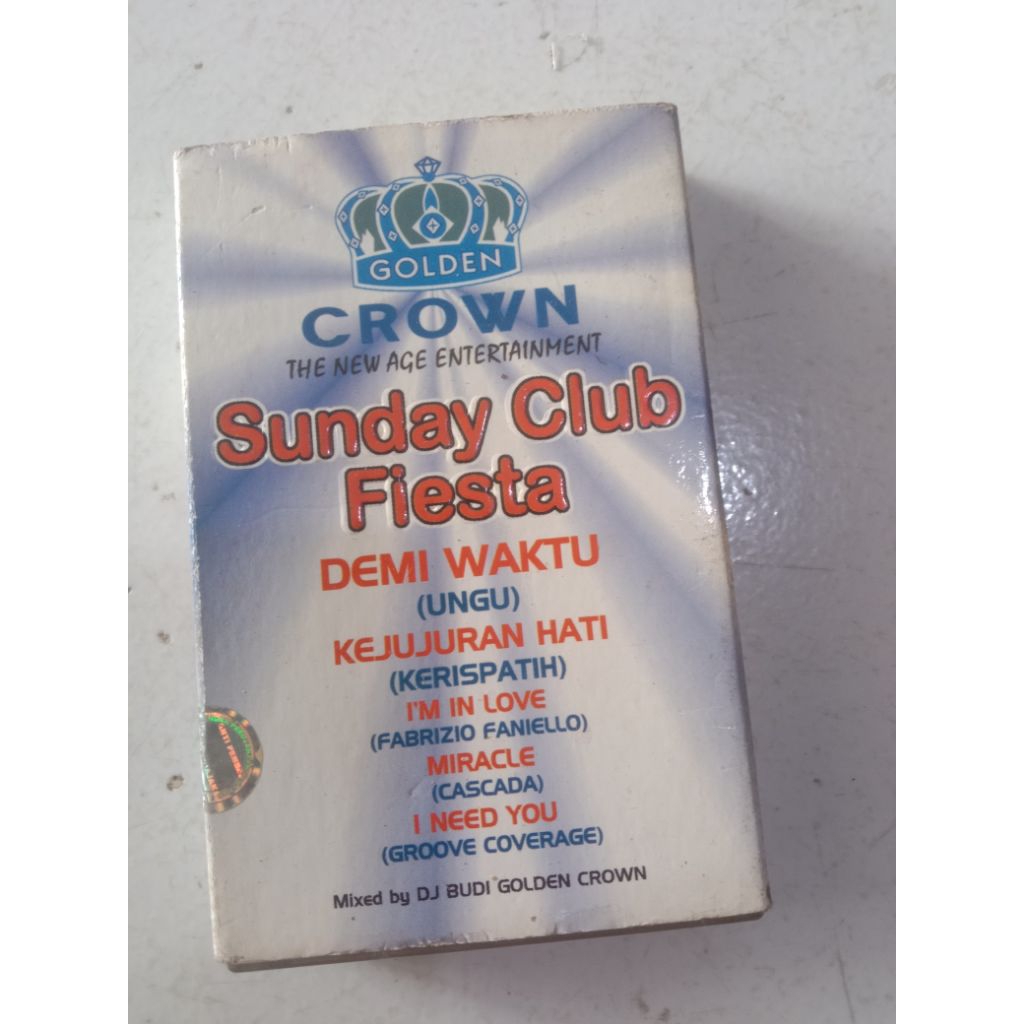 GOLDEN
CROWN
THE NEW AGE ENTERTAINMENT
Sunday Club
Fiesta
DEMI WAKTU
(UNGU)
KEJUJURAN HATI
(KERISPATIH)
I'M IN LOVE
(FABRIZIO FANIELLO)
MIRACLE
(CASCADA)
I NEED YOU
(GROOVE COVERAGE)
Mixed by DJ BUDI GOLDEN CROWN